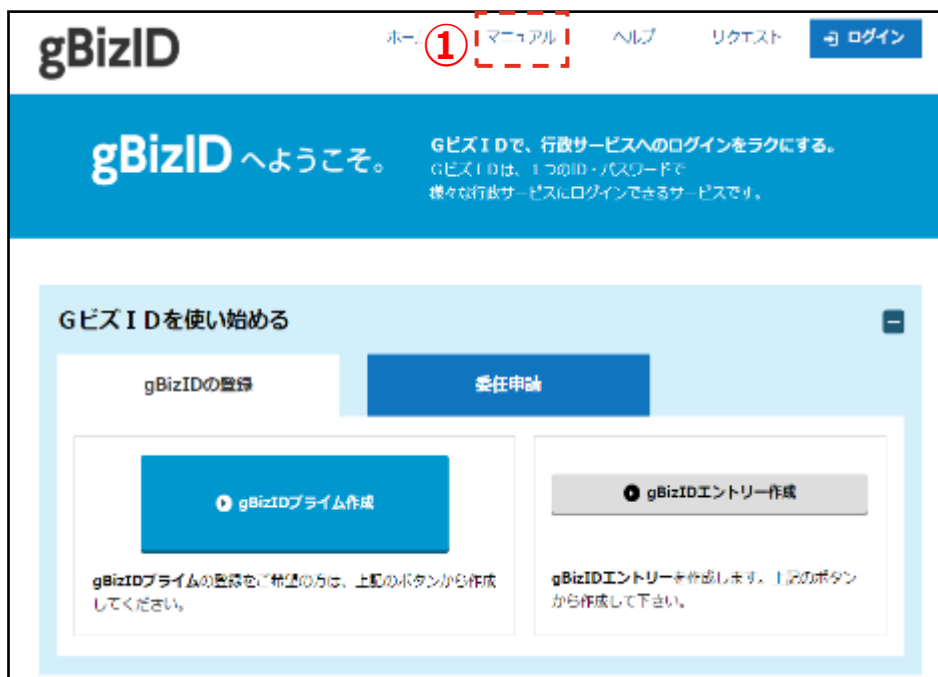 gBizID
ホー
①
マニュアル
ヘルプ
リクエスト
ログイン
gBizID へようこそ。
GビズIDで、行政サービスへのログインをラクにする。
GビズIDは、1つのID・パスワードで
様々な行政サービスにログインできるサービスです。
GビズIDを使い始める
gBizIDの登録
委任申請
gBizIDプライム作成
gBizIDエントリー作成
gBizIDプライムの登録をご希望の方は、上記のボタンから作成
してください。
gBizIDエントリーを作成します。上記のボタン
から作成して下さい。